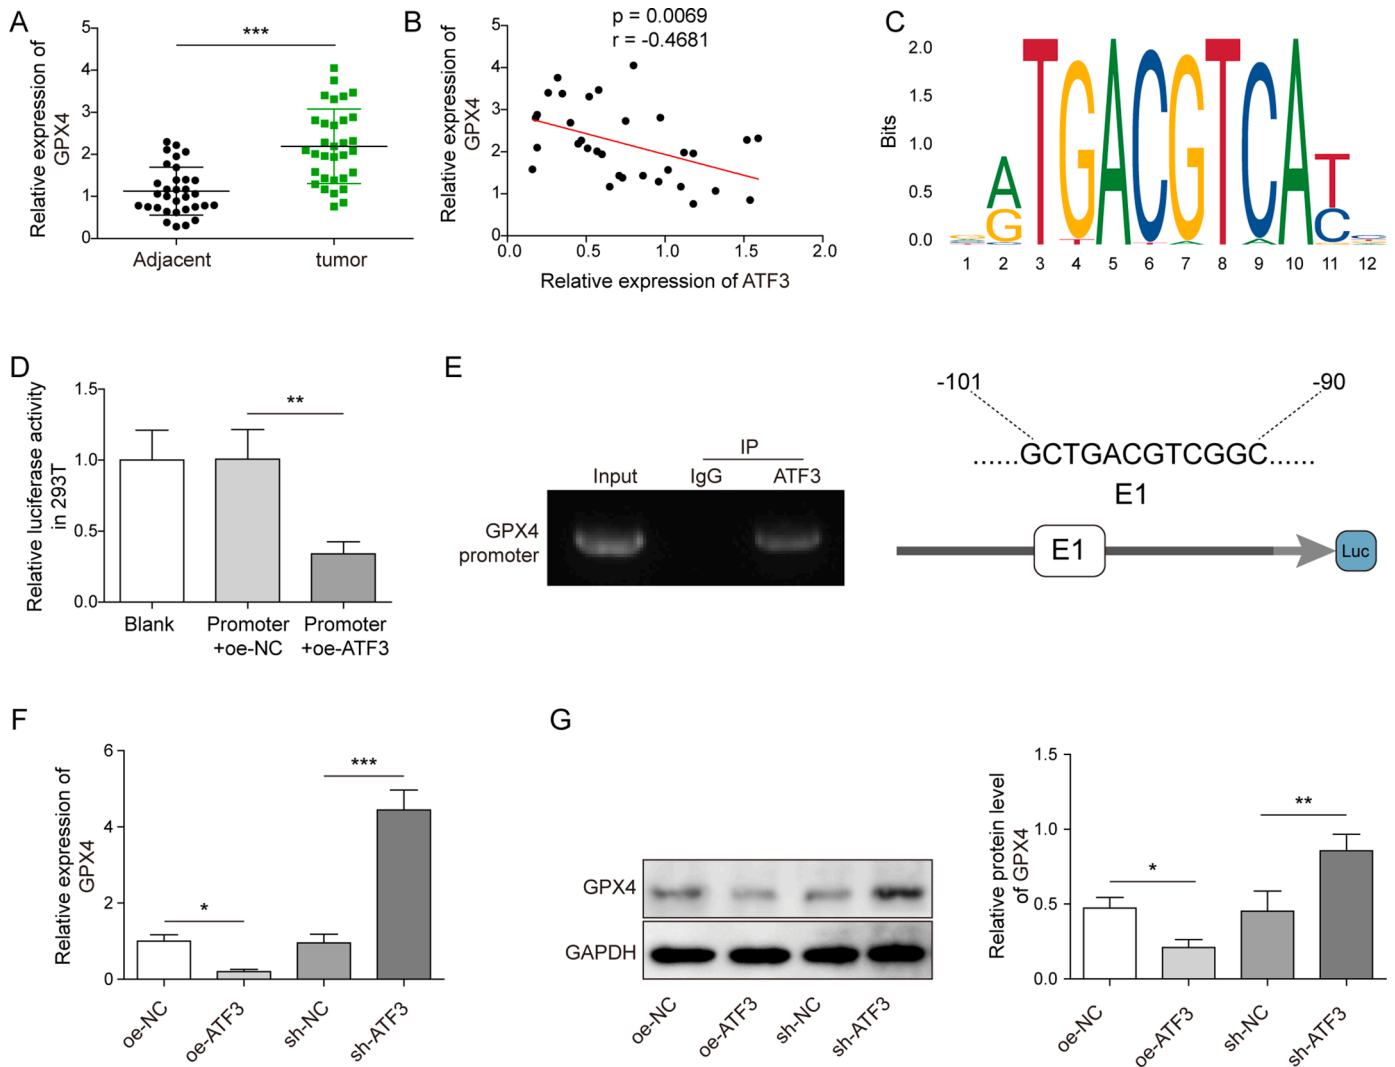 A
Relative expression of
GPX4
5
4
3
2
1
0
***
Adjacent
tumor
B
p = 0.0069
r = -0.4681
Relative expression of
GPX4
5
4
3
2
1
0
0.0
0.5
1.0
1.5
2.0
Relative expression of ATF3
C
Bits
2.0
1.5
1.0
0.5
0.0
A
G
T
G
A
C
G
T
C
A
T
C
1 2 3 4 5 6 7 8 9 10 11 12
D
Relative luciferase activity
in 293T
1.5
1.0
0.5
0.0
**
Blank
Promoter
+oe-NC
Promoter
+oe-ATF3
E
IP
Input
IgG
ATF3
GPX4
promoter
-101
-90
......GCTGACGTCGGC......
E1
E1
Luc
F
Relative expression of
GPX4
6
4
2
0
*
***
oe-NC
oe-ATF3
sh-NC
sh-ATF3
G
GPX4
GAPDH
oe-NC
oe-ATF3
sh-NC
sh-ATF3
Relative protein level
of GPX4
1.5
1.0
0.5
0.0
*
**
oe-NC
oe-ATF3
sh-NC
sh-ATF3